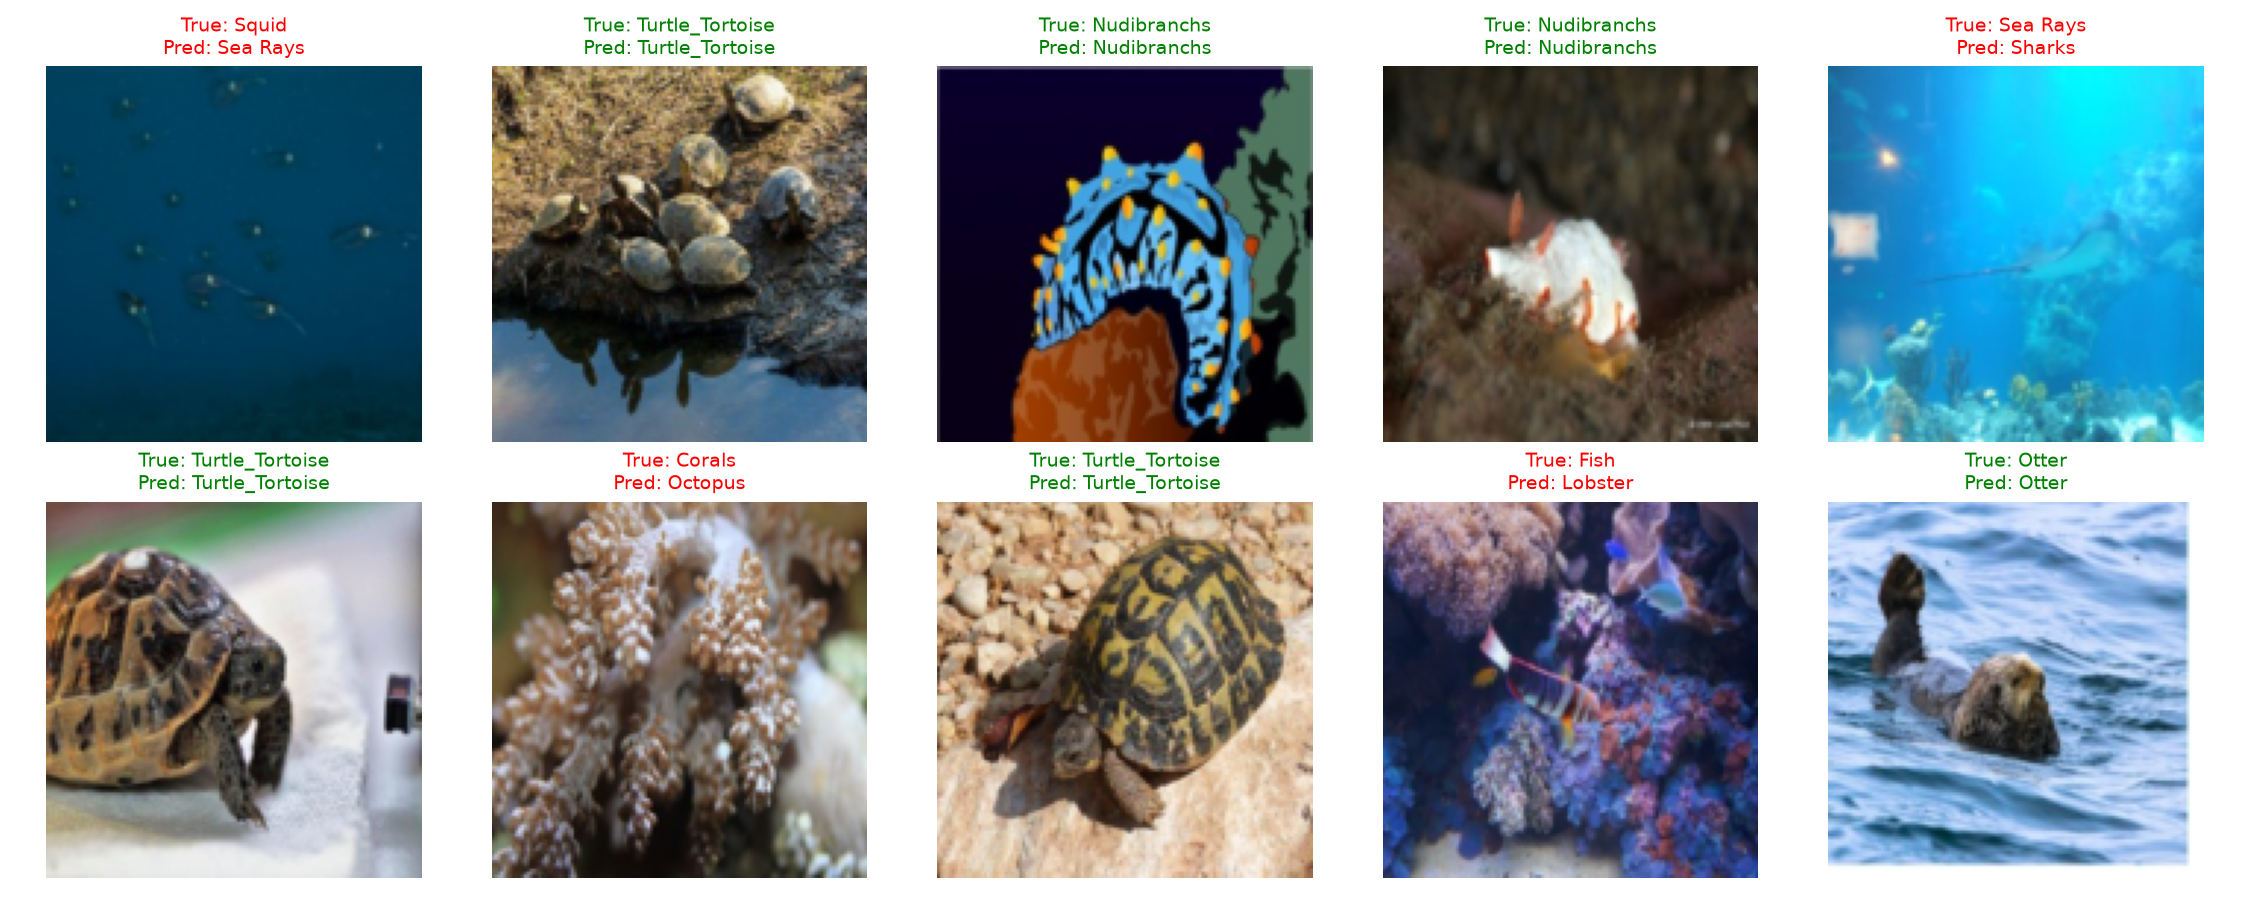 True: Squid
Pred: Sea Rays
True: Turtle_Tortoise
Pred: Turtle_Tortoise
True: Nudibranchs
Pred: Nudibranchs
True: Nudibranchs
Pred: Nudibranchs
True: Sea Rays
Pred: Sharks
True: Turtle_Tortoise
Pred: Turtle_Tortoise
True: Corals
Pred: Octopus
True: Turtle_Tortoise
Pred: Turtle_Tortoise
True: Fish
Pred: Lobster
True: Otter
Pred: Otter